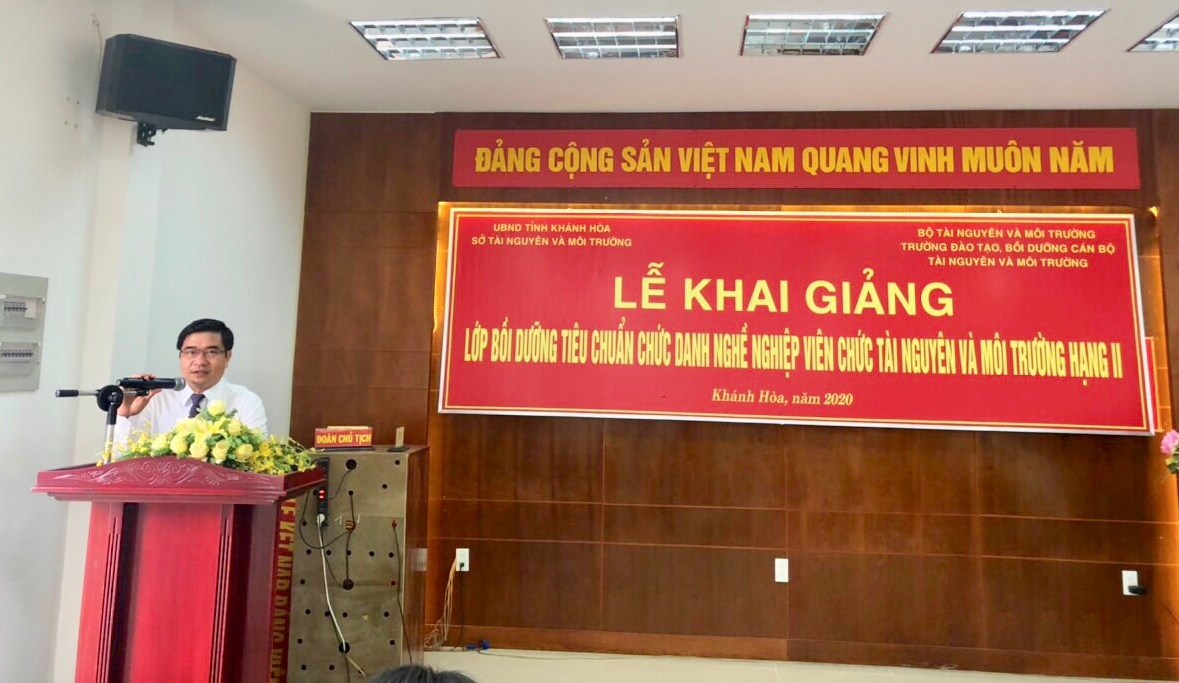 ĐẢNG CỘNG SẢN VIỆT NAM QUANG VINH MUÔN NĂM
UBND TỈNH KHÁNH HÒA
SỞ TÀI NGUYÊN VÀ MÔI TRƯỜNG
BỘ TÀI NGUYÊN VÀ MÔI TRƯỜNG
TRƯỜNG ĐÀO TẠO, BỒI DƯỠNG CÁN BỘ
TÀI NGUYÊN VÀ MÔI TRƯỜNG
LỄ KHAI GIẢNG
LỚP BỒI DƯỠNG TIÊU CHUẨN CHỨC DANH NGHỀ NGHIỆP VIÊN CHỨC TÀI NGUYÊN VÀ MÔI TRƯỜNG HẠNG II
Khánh Hòa, năm 2020
ĐOÀN CHỦ TỊCH